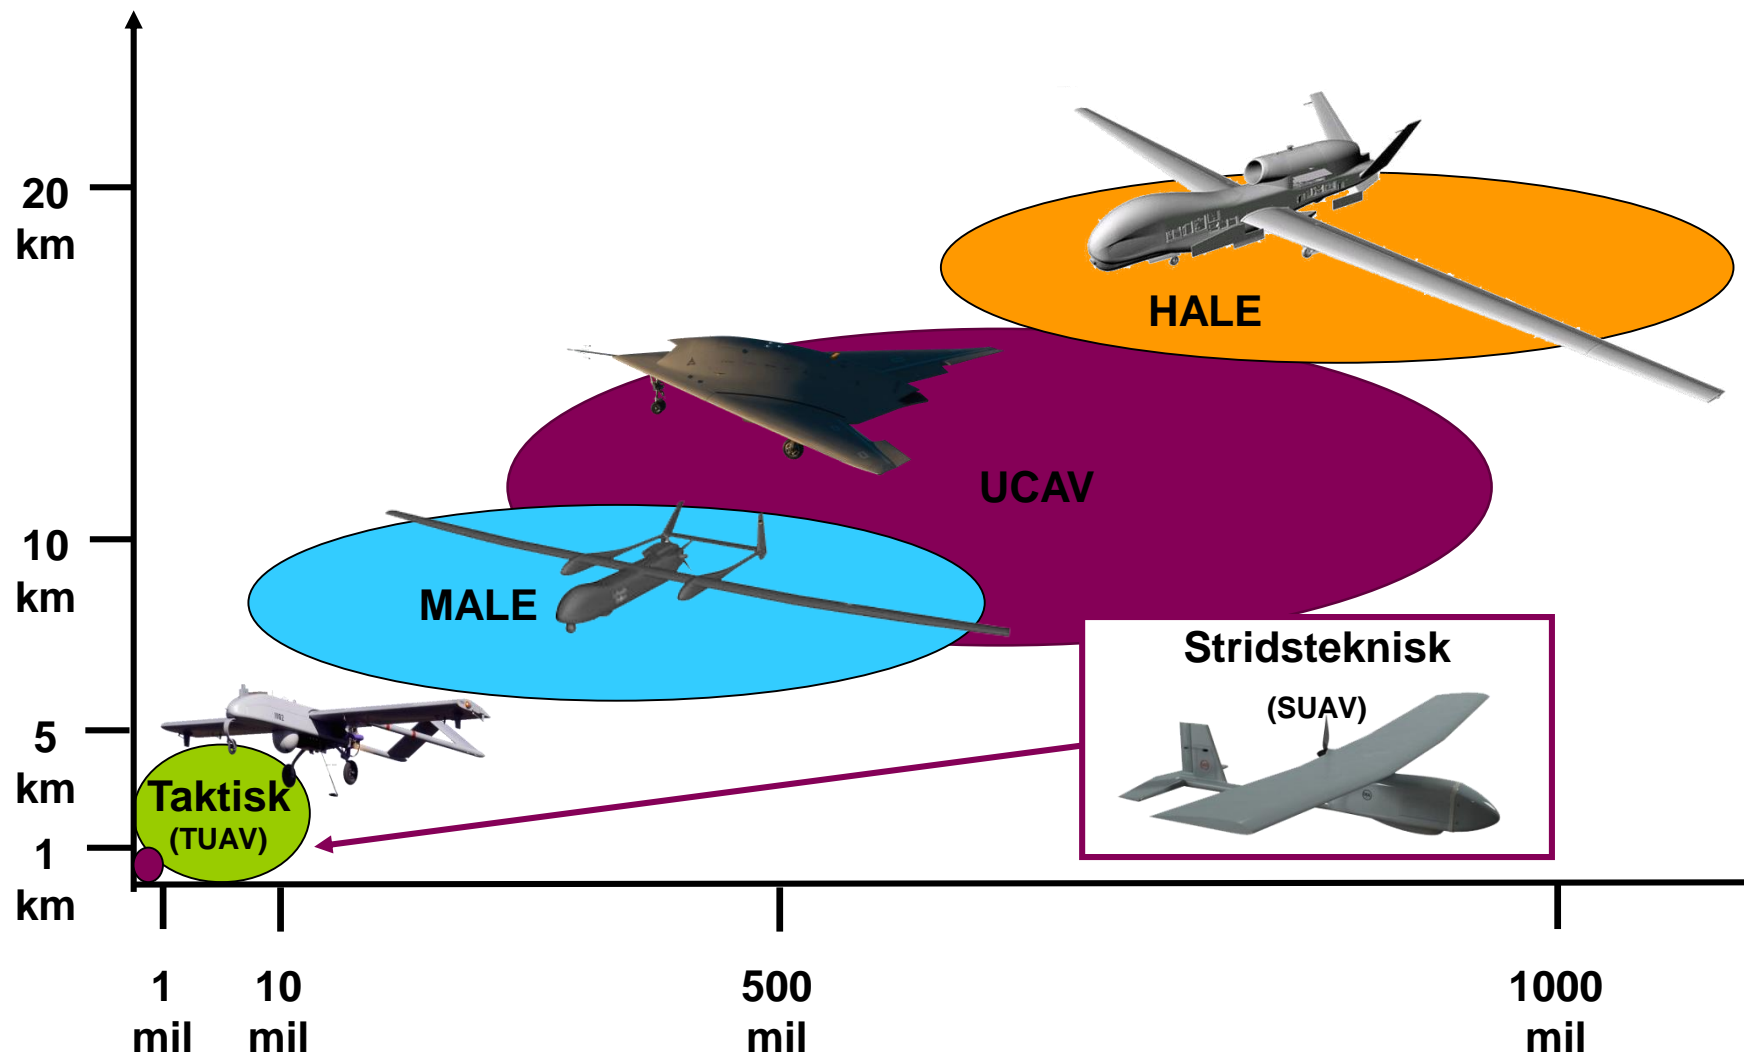 20
km
HALE
UCAV
10
km
MALE
Stridsteknisk
(SUAV)
5
km
Taktisk
(TUAV)
1
km
1
mil
10
mil
500
mil
1000
mil